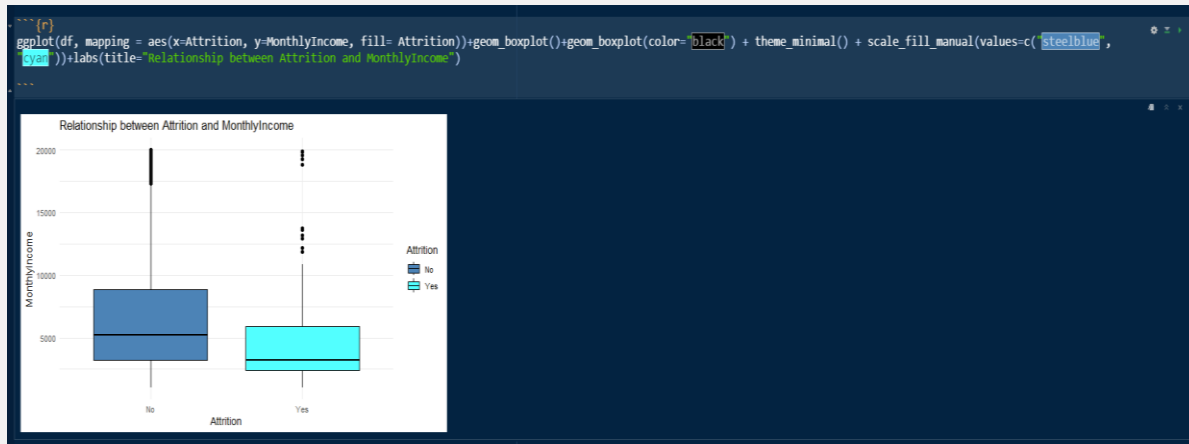 ```{r}
ggplot(df, mapping = aes(x=Attrition, y=MonthlyIncome, fill= Attrition))+geom_boxplot()+geom_boxplot(color="black") + theme_minimal() + scale_fill_manual(values=c("steelblue",
"cyan"))+labs(title="Relationship between Attrition and MonthlyIncome")
```
Relationship between Attrition and MonthlyIncome
20000
15000
10000
5000
MonthlyIncome
No
Yes
Attrition
Attrition
No
Yes